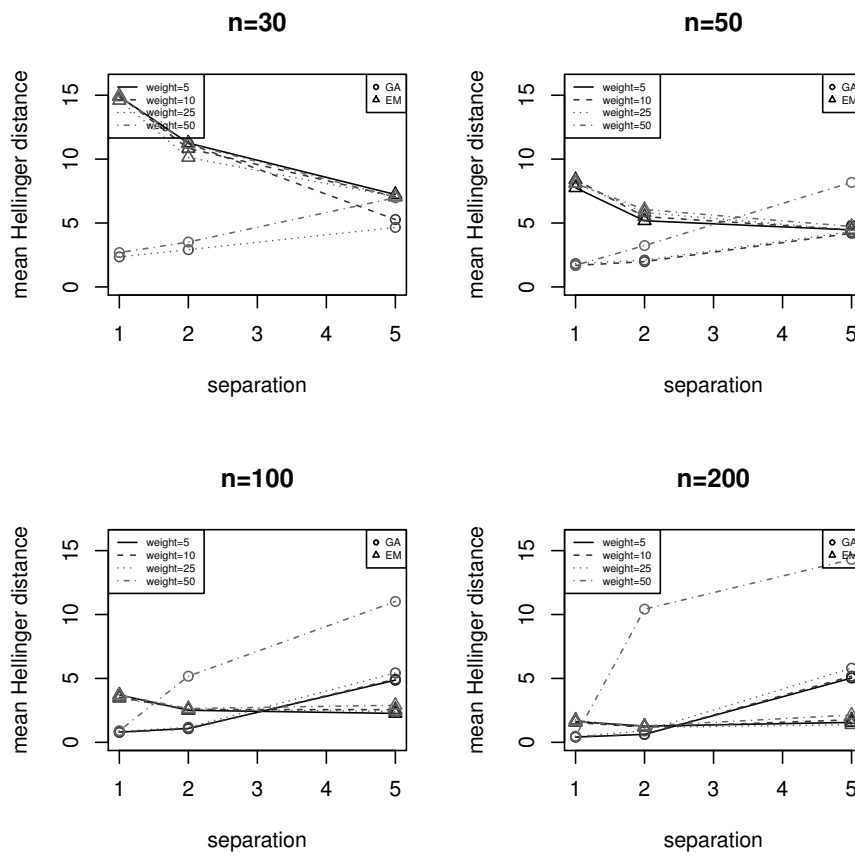 n=30
mean Hellinger distance
15
10
5
0
weight=5
weight=10
weight=25
weight=50
GA
EM
1 2 3 4 5
separation
n=50
mean Hellinger distance
15
10
5
0
weight=5
weight=10
weight=25
weight=50
GA
EM
1 2 3 4 5
separation
n=100
mean Hellinger distance
15
10
5
0
weight=5
weight=10
weight=25
weight=50
GA
EM
1 2 3 4 5
separation
n=200
mean Hellinger distance
15
10
5
0
weight=5
weight=10
weight=25
weight=50
GA
EM
1 2 3 4 5
separation